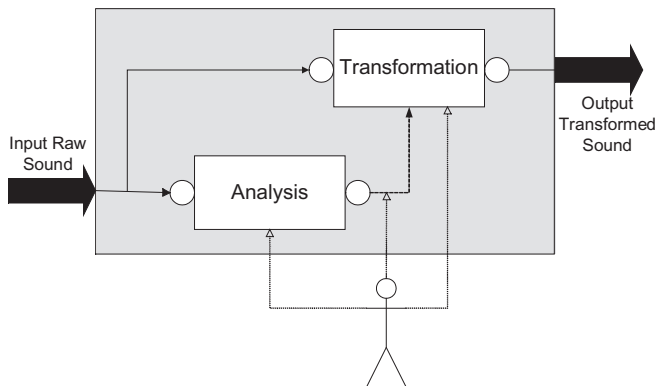 Transformation
Output
Transformed
Sound
Input Raw
Sound
Analysis